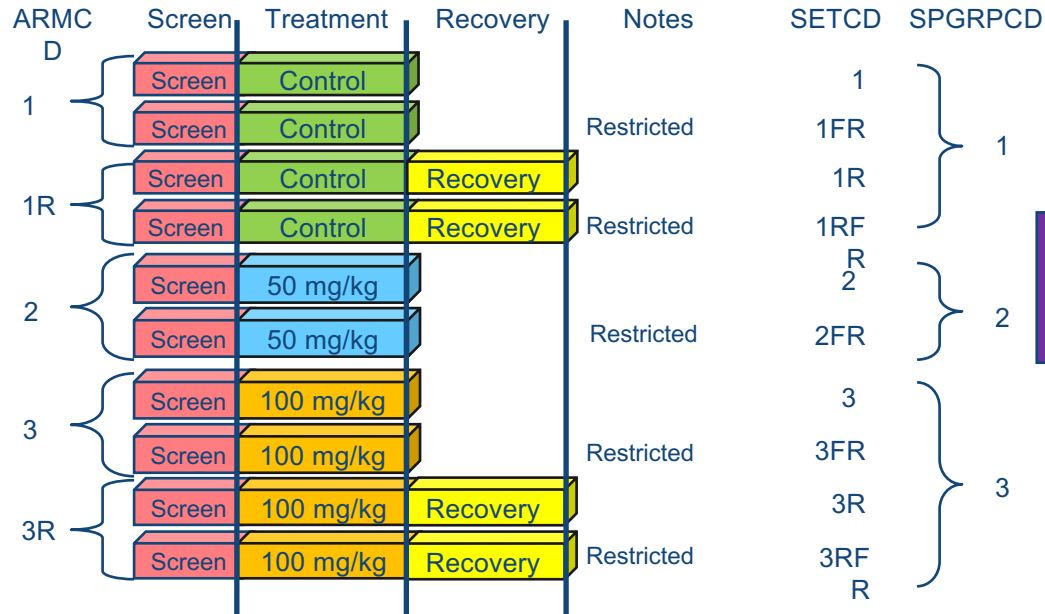 ARMC
D
Screen
Treatment
Recovery
Notes
SETCD
SPGRPCD
1
Screen
Control
1
Screen
Control
Restricted
1FR
1
1R
Screen
Control
Recovery
1R
Screen
Control
Recovery
Restricted
1RF
R
2
Screen
50 mg/kg
2
2
Screen
50 mg/kg
Restricted
2FR
3
Screen
100 mg/kg
3
Screen
100 mg/kg
Restricted
3FR
3
3R
Screen
100 mg/kg
Recovery
3R
Screen
100 mg/kg
Recovery
Restricted
3RF
R